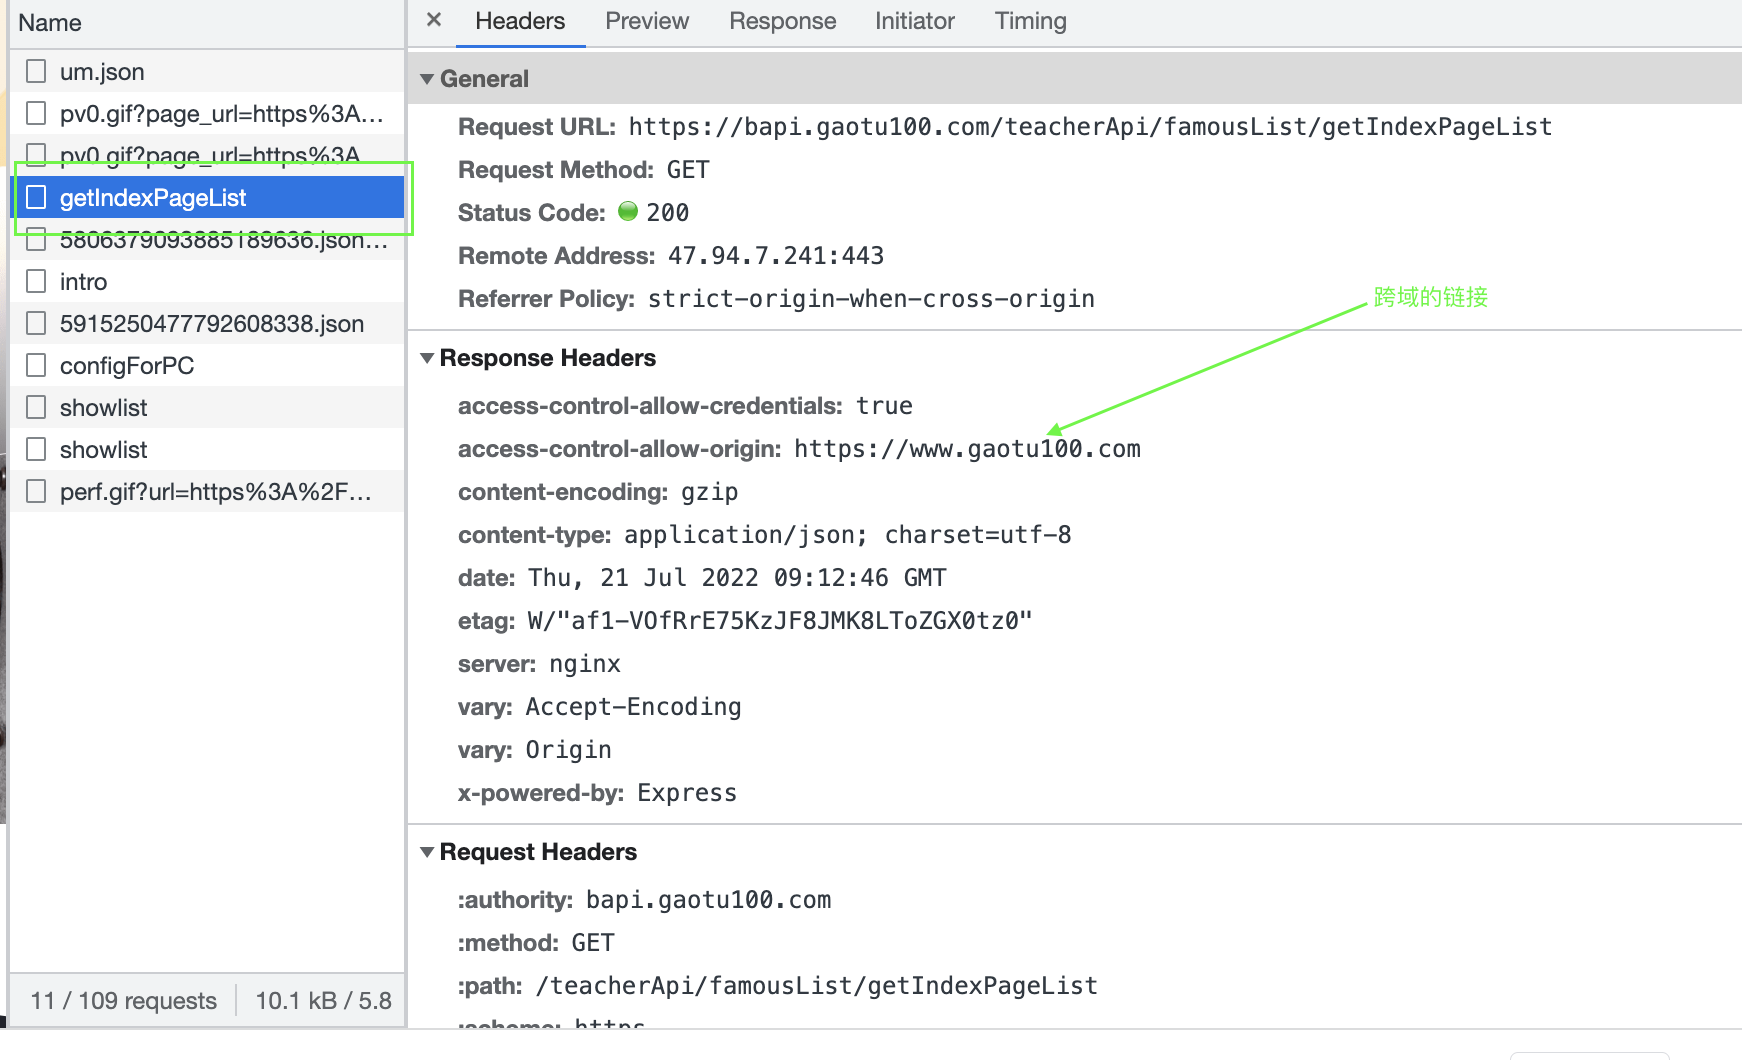 Name
um.json
pv0.gif?page_url=https%3A...
pv0.gif?page_url=https%3A
getIndexPageList
5806379093885189636.json...
intro
5915250477792608338.json
configForPC
showlist
showlist
perf.gif?url=https%3A%2F...
11 / 109 requests
10.1 kB / 5.8
× Headers Preview Response Initiator Timing
▼ General
Request URL: https://bapi.gaotu100.com/teacherApi/famousList/getIndexPageList
Request Method: GET
Status Code: 200
Remote Address: 47.94.7.241:443
Referrer Policy: strict-origin-when-cross-origin
跨域的链接
▼ Response Headers
access-control-allow-credentials: true
access-control-allow-origin: https://www.gaotu100.com
content-encoding: gzip
content-type: application/json; charset=utf-8
date: Thu, 21 Jul 2022 09:12:46 GMT
etag: W/"af1-VOfRrE75KzJF8JMK8LToZGX0tz0"
server: nginx
vary: Accept-Encoding
vary: Origin
x-powered-by: Express
▼ Request Headers
:authority: bapi.gaotu100.com
:method: GET
:path: /teacherApi/famousList/getIndexPageList
:scheme: https